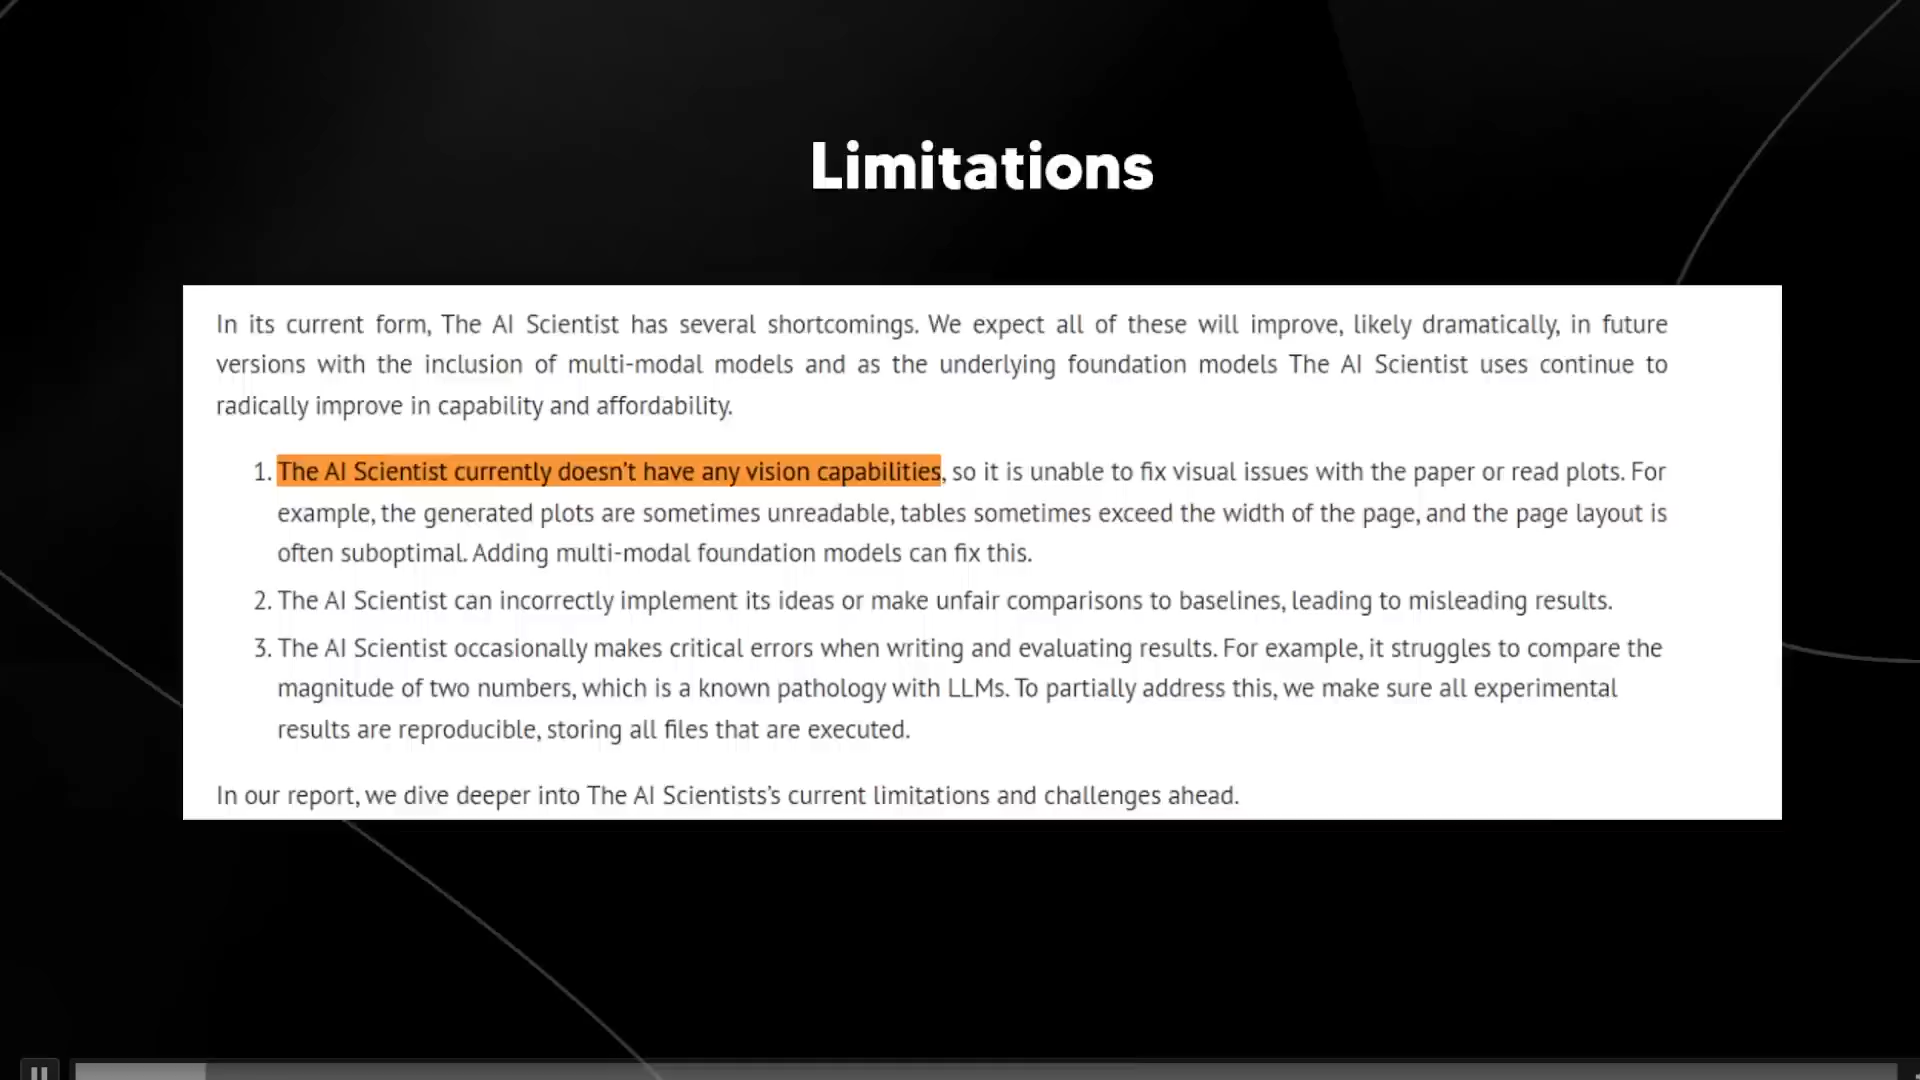 Limitations
In its current form, The AI Scientist has several shortcomings. We expect all of these will improve, likely dramatically, in future
versions with the inclusion of multi-modal models and as the underlying foundation models The AI Scientist uses continue to
radically improve in capability and affordability.
1. The AI Scientist currently doesn't have any vision capabilities, so it is unable to fix visual issues with the paper or read plots. For
example, the generated plots are sometimes unreadable, tables sometimes exceed the width of the page, and the page layout is
often suboptimal. Adding multi-modal foundation models can fix this.
2. The AI Scientist can incorrectly implement its ideas or make unfair comparisons to baselines, leading to misleading results.
3. The AI Scientist occasionally makes critical errors when writing and evaluating results. For example, it struggles to compare the
magnitude of two numbers, which is a known pathology with LLMs. To partially address this, we make sure all experimental
results are reproducible, storing all files that are executed.
In our report, we dive deeper into The AI Scientists's current limitations and challenges ahead.